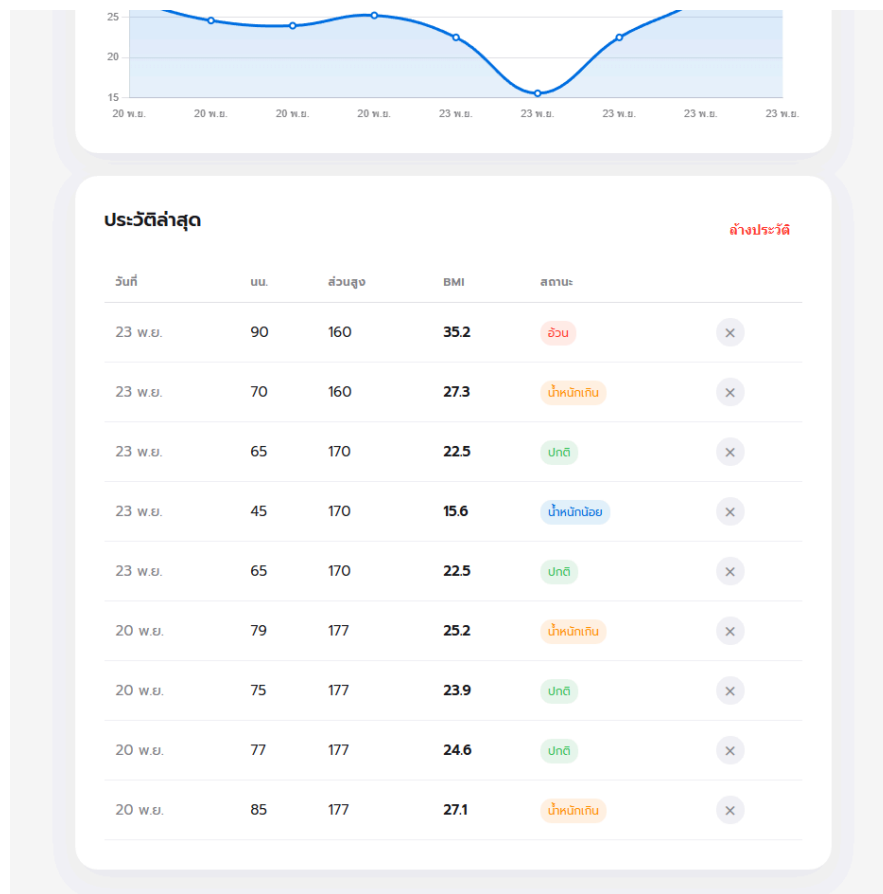 25
20
15
20 พ.ย. 20 พ.ย. 20 พ.ย. 20 พ.ย. 23 พ.ย. 23 พ.ย. 23 พ.ย. 23 พ.ย. 23 พ.ย.
ประวัติล่าสุด
ล้างประวัติ
วันที่ นน. ส่วนสูง BMI สถานะ
23 พ.ย. 90 160 35.2 อ้วน ×
23 พ.ย. 70 160 27.3 น้ำหนักเกิน ×
23 พ.ย. 65 170 22.5 ปกติ ×
23 พ.ย. 45 170 15.6 น้ำหนักน้อย ×
23 พ.ย. 65 170 22.5 ปกติ ×
20 พ.ย. 79 177 25.2 น้ำหนักเกิน ×
20 พ.ย. 75 177 23.9 ปกติ ×
20 พ.ย. 77 177 24.6 ปกติ ×
20 พ.ย. 85 177 27.1 น้ำหนักเกิน ×